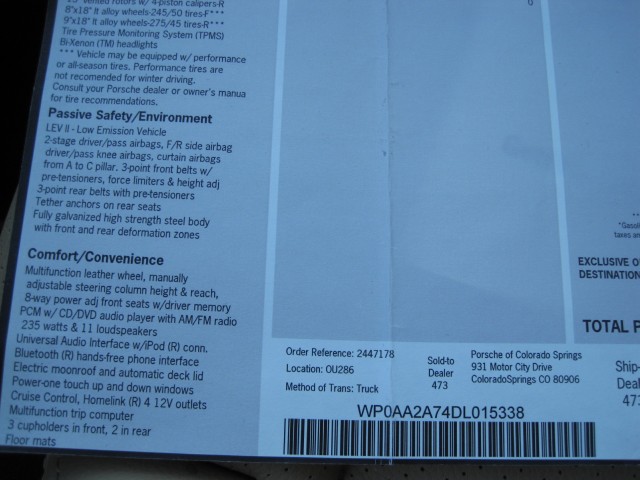 13" vented rotors w/ 4-piston calipers-R
8"x18" lt alloy wheels-245/50 tires-F***
9"x18" lt alloy wheels-275/45 tires-R***
Tire Pressure Monitoring System (TPMS)
Bi-Xenon (TM) headlights
*** Vehicle may be equipped w/ performance
or all-season tires. Performance tires are
not recomended for winter driving.
Consult your Porsche dealer or owner's manua
for tire recommendations.
Passive Safety/Environment
LEV II - Low Emission Vehicle
2-stage driver/pass airbags, F/R side airbag
driver/pass knee airbags, curtain airbags
from A to C pillar. 3-point front belts w/
pre-tensioners, force limiters & height adj
3-point rear belts with pre-tensioners
Tether anchors on rear seats
Fully galvanized high strength steel body
with front and rear deformation zones
Comfort/Convenience
Multifunction leather wheel, manually
adjustable steering column height & reach,
8-way power adj front seats w/driver memory
PCM w/ CD/DVD audio player with AM/FM radio
235 watts & 11 loudspeakers
Universal Audio Interface w/iPod (R) conn.
Bluetooth (R) hands-free phone interface
Electric moonroof and automatic deck lid
Power-one touch up and down windows
Cruise Control, Homelink (R) 4 12V outlets
Multifunction trip computer
3 cupholders in front, 2 in rear
Floor mats
0
Order Reference: 2447178
Location: OU286
Method of Trans: Truck
Sold-to
Dealer
473
Porsche of Colorado Springs
931 Motor City Drive
ColoradoSprings CO 80906
WP0AA2A74DL015338
**
*Gasoli
taxes an
EXCLUSIVE O
DESTINATION
TOTAL P
Ship-
Deal
473